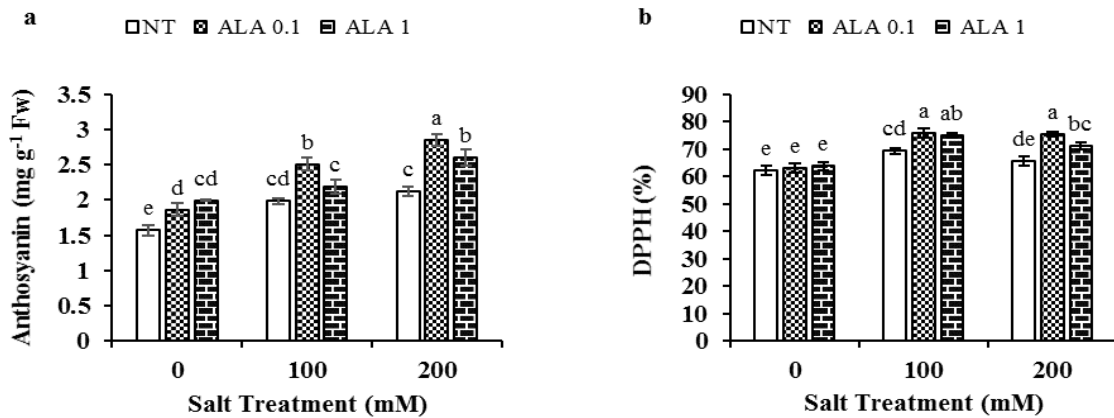 a
NT ALA 0.1 ALA 1
Anthosyanin (mg g⁻¹ Fw)
3.5
3
2.5
2
1.5
1
0.5
0
e d cd
cd b c
c a b
0 100 200
Salt Treatment (mM)
b
NT ALA 0.1 ALA 1
DPPH (%)
90
80
70
60
50
40
30
20
10
0
e e e
cd a ab
de a bc
0 100 200
Salt Treatment (mM)